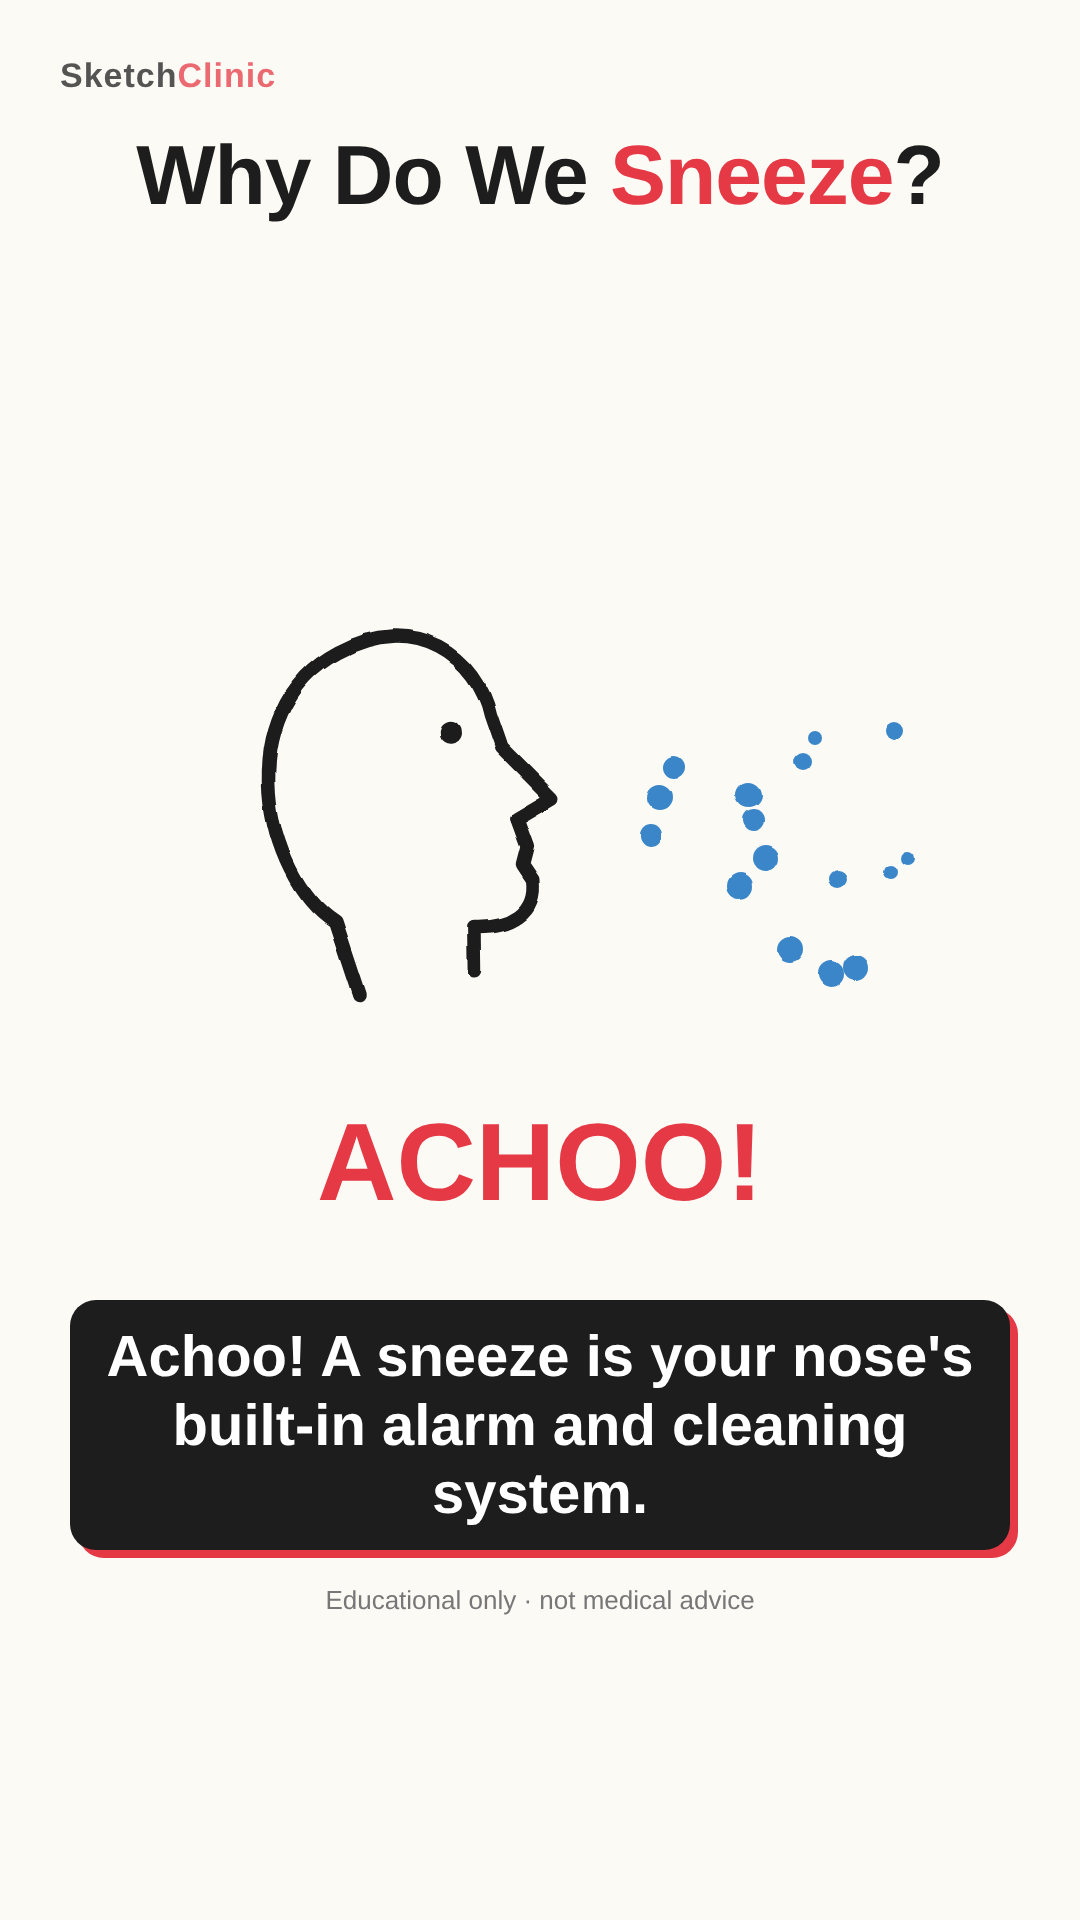 SketchClinic
Why Do We Sneeze?
ACHOO!
Achoo! A sneeze is your nose's
built-in alarm and cleaning
system.
Educational only · not medical advice